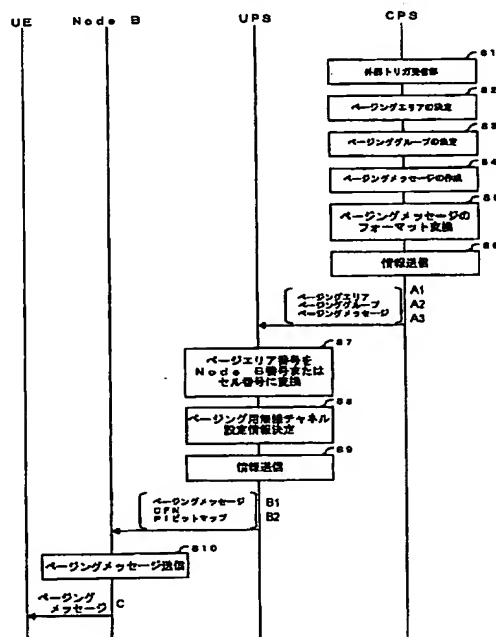 UE Node B UPS CPS
S1
外部トリガ受信部
S2
ページングエリアの決定
S3
ページンググループの決定
S4
ページングメッセージの作成
S5
ページングメッセージの
フォーマット変換
S6
情報送信
ページングエリア A1
ページンググループ A2
ページングメッセージ A3
S7
ページエリア番号を
Node B番号または
セル番号に変換
S8
ページング用無線チャネル
設定情報決定
S9
情報送信
ページングメッセージ B1
CFN
PIビットマップ B2
S10
ページングメッセージ送信
ページング
メッセージ C